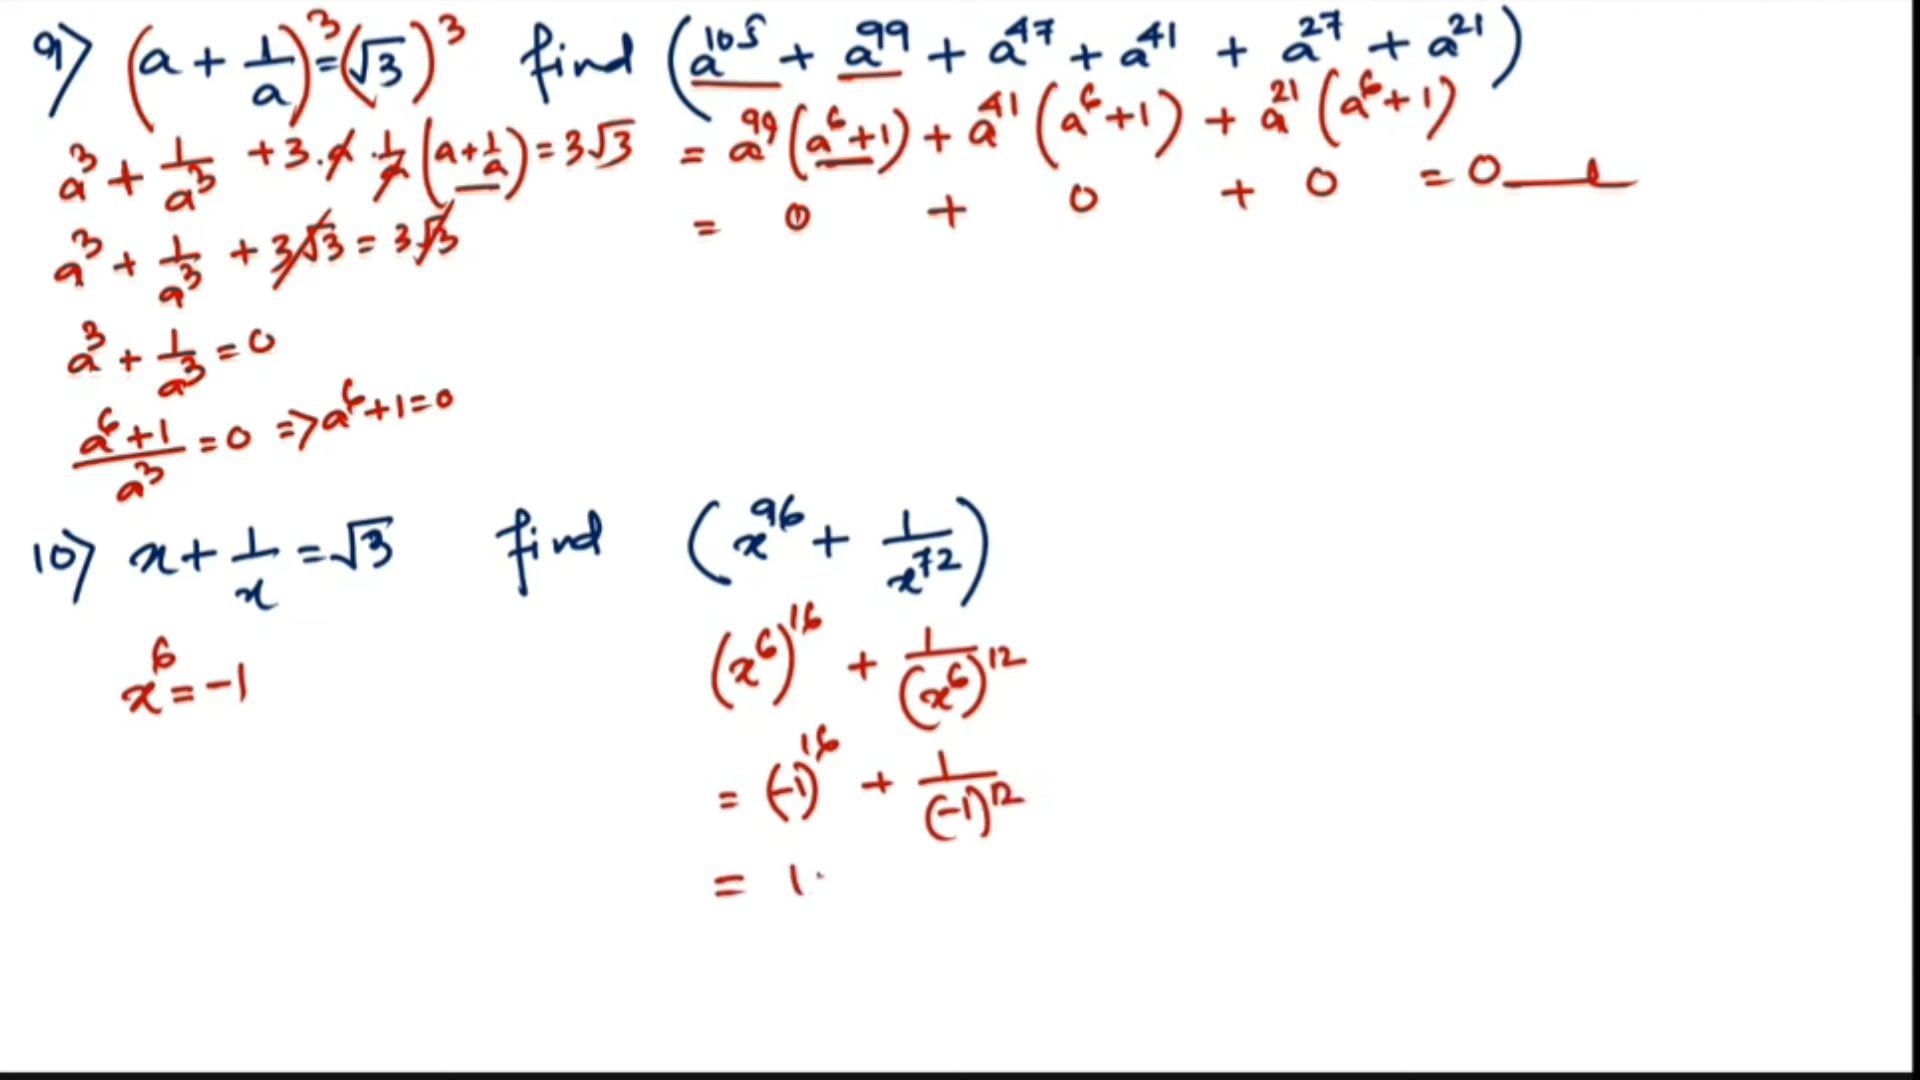 9) (a + 1/a)³ = (√3)³ find (a¹⁰⁵ + a⁹⁹ + a⁴⁷ + a⁴¹ + a²⁷ + a²¹)
a³ + 1/a³ + 3·a·1/a (a + 1/a) = 3√3
= a⁹⁹(a⁶+1) + a⁴¹(a⁶+1) + a²¹(a⁶+1)
a³ + 1/a³ + 3√3 = 3√3
= 0 + 0 + 0 = 0
a³ + 1/a³ = 0
a⁶+1/a³ = 0 => a⁶+1=0
10) x + 1/x = √3 find (x⁹⁶ + 1/x⁷²)
x⁶ = -1
(x⁶)¹⁶ + 1/(x⁶)¹²
= (-1)¹⁶ + 1/(-1)¹²
= 1